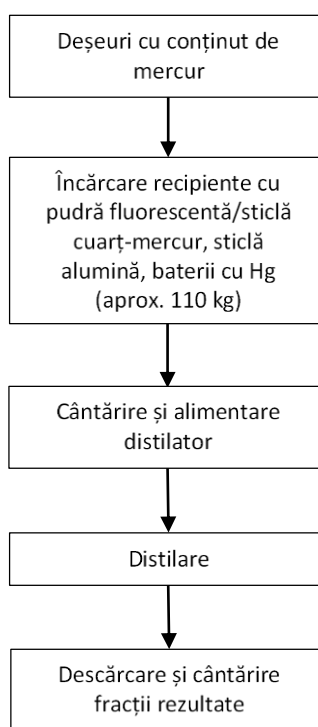 Deșeuri cu conținut de
mercur
Încărcare recipiente cu
pudră fluorescentă/sticlă
cuarț-mercur, sticlă
alumină, baterii cu Hg
(aprox. 110 kg)
Cântărire și alimentare
distilator
Distilare
Descărcare și cântărire
fracții rezultate